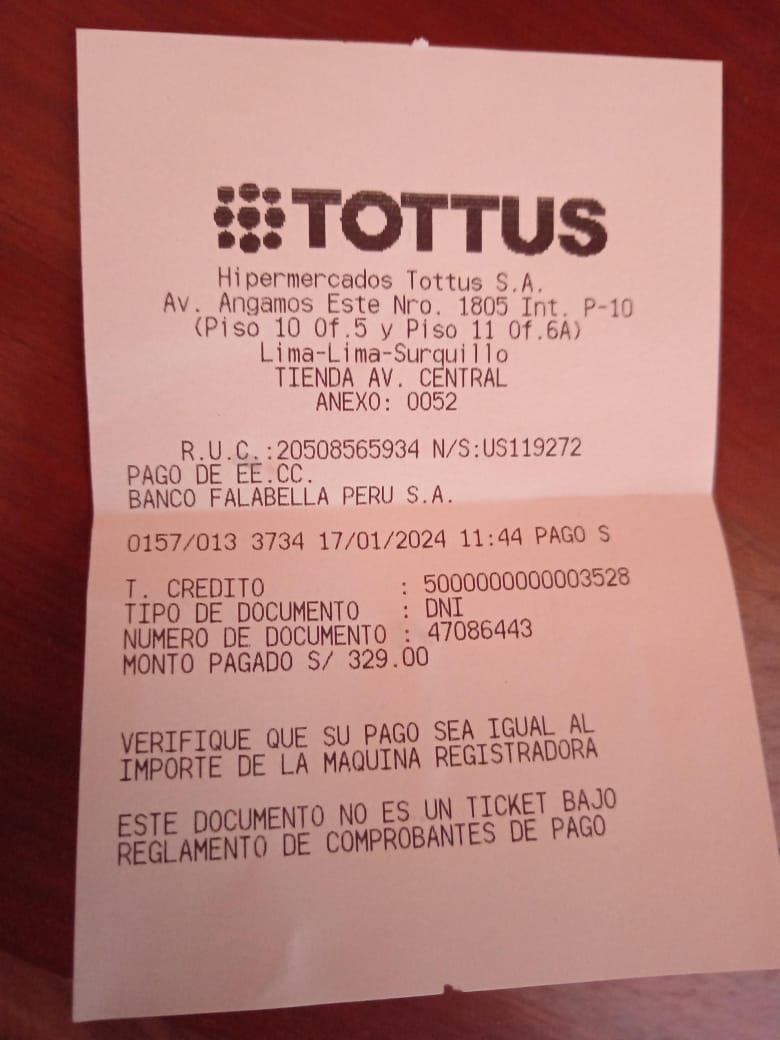 TOTTUS
Hipermercados Tottus S.A.
Av. Angamos Este Nro. 1805 Int. P-10
(Piso 10 Of.5 y Piso 11 Of.6A)
Lima-Lima-Surquillo
TIENDA AV. CENTRAL
ANEXO: 0052
R.U.C.:20508565934 N/S:US119272
PAGO DE EE.CC.
BANCO FALABELLA PERU S.A.
0157/013 3734 17/01/2024 11:44 PAGO S
T. CREDITO : 5000000000003528
TIPO DE DOCUMENTO : DNI
NUMERO DE DOCUMENTO : 47086443
MONTO PAGADO S/ 329.00
VERIFIQUE QUE SU PAGO SEA IGUAL AL
IMPORTE DE LA MAQUINA REGISTRADORA
ESTE DOCUMENTO NO ES UN TICKET BAJO
REGLAMENTO DE COMPROBANTES DE PAGO